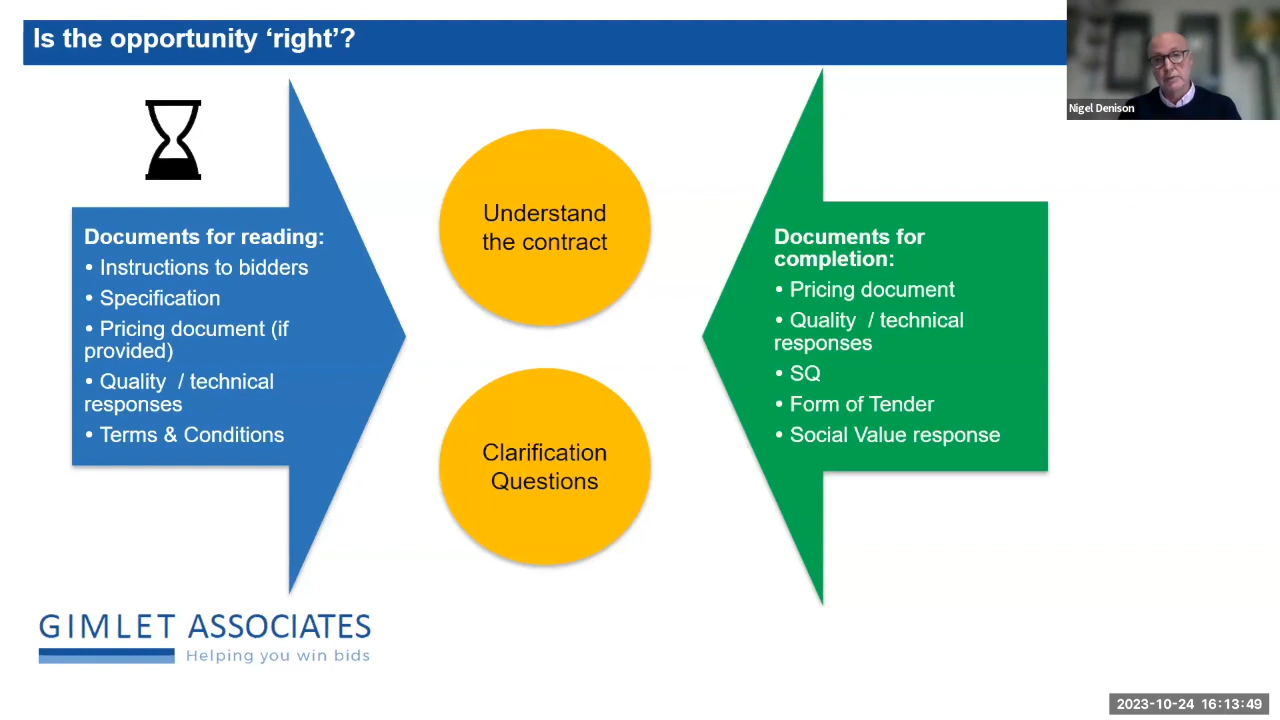 Is the opportunity ‘right’?
Nigel Denison
Documents for reading:
• Instructions to bidders
• Specification
• Pricing document (if
provided)
• Quality / technical
responses
• Terms & Conditions
Understand
the contract
Clarification
Questions
Documents for
completion:
• Pricing document
• Quality / technical
responses
• SQ
• Form of Tender
• Social Value response
GIMLET ASSOCIATES
Helping you win bids
2023-10-24 16:13:49